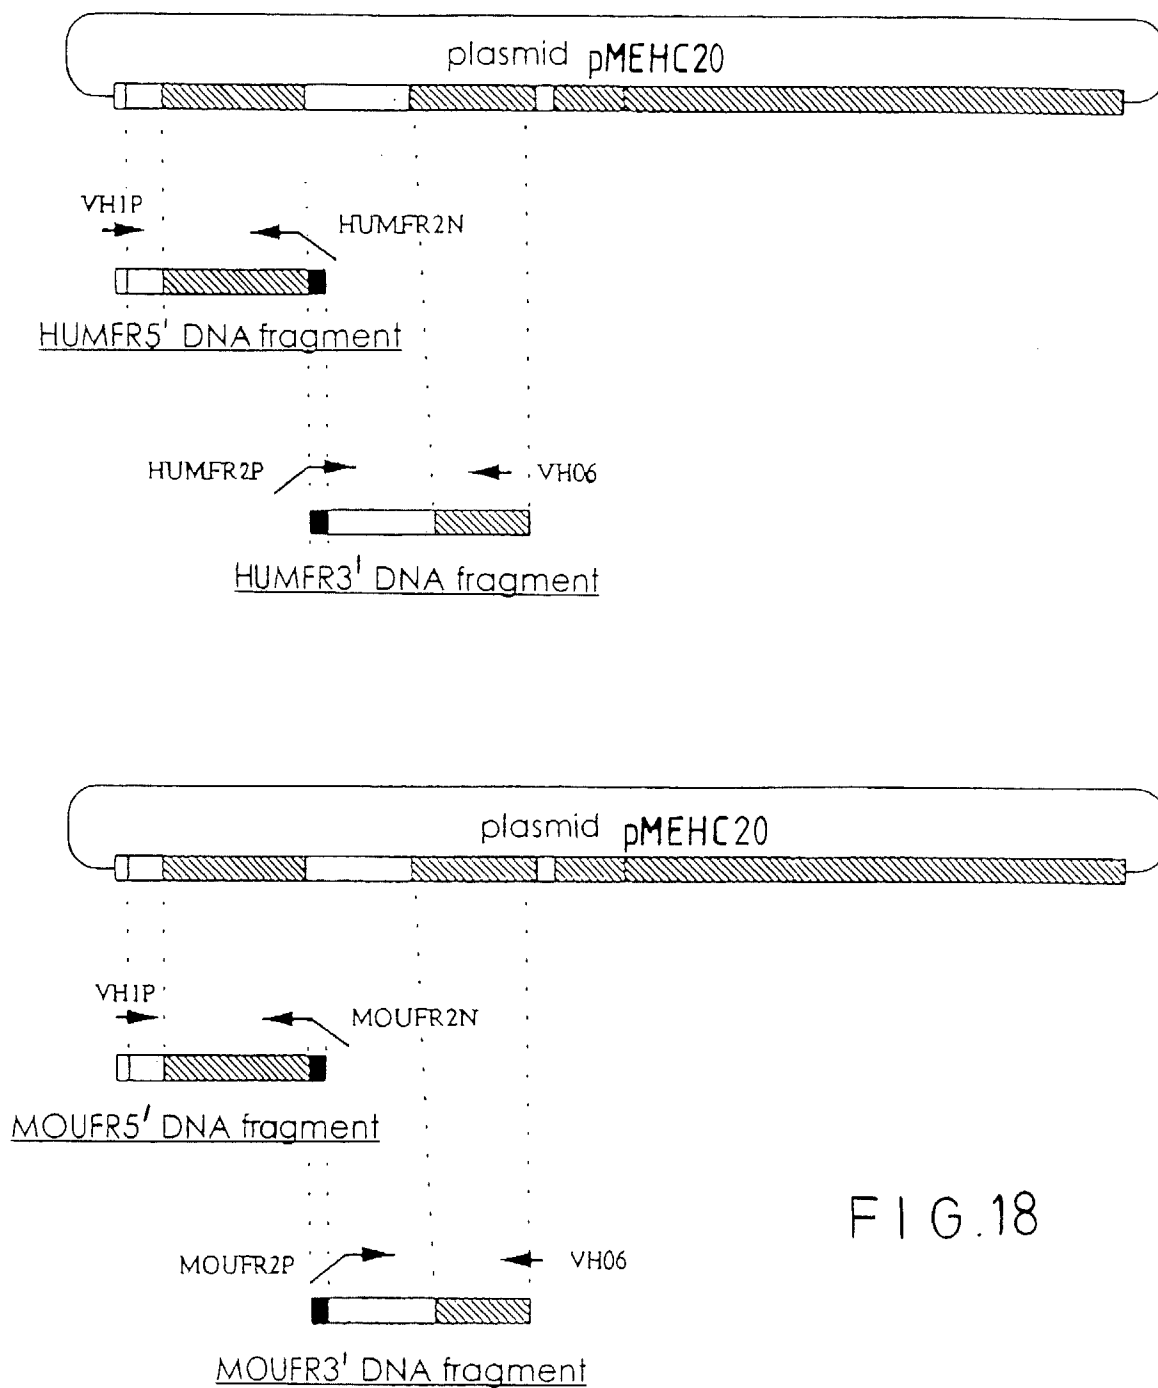 plasmid pMEHC20
VH1P
HUMFR2N
HUMFR5' DNA fragment
HUMFR2P
VH06
HUMFR3' DNA fragment
plasmid pMEHC20
VH1P
MOUFR2N
MOUFR5' DNA fragment
MOUFR2P
VH06
MOUFR3' DNA fragment
FIG.18